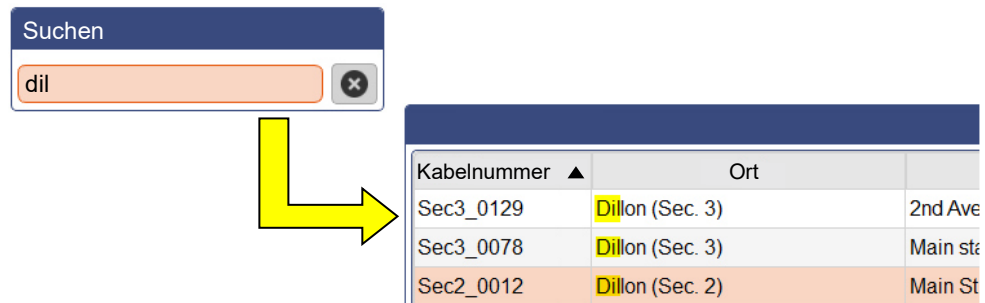 Suchen
dil
Kabelnummer ▲ Ort
Sec3_0129 Dillon (Sec. 3) 2nd Ave
Sec3_0078 Dillon (Sec. 3) Main sta
Sec2_0012 Dillon (Sec. 2) Main St